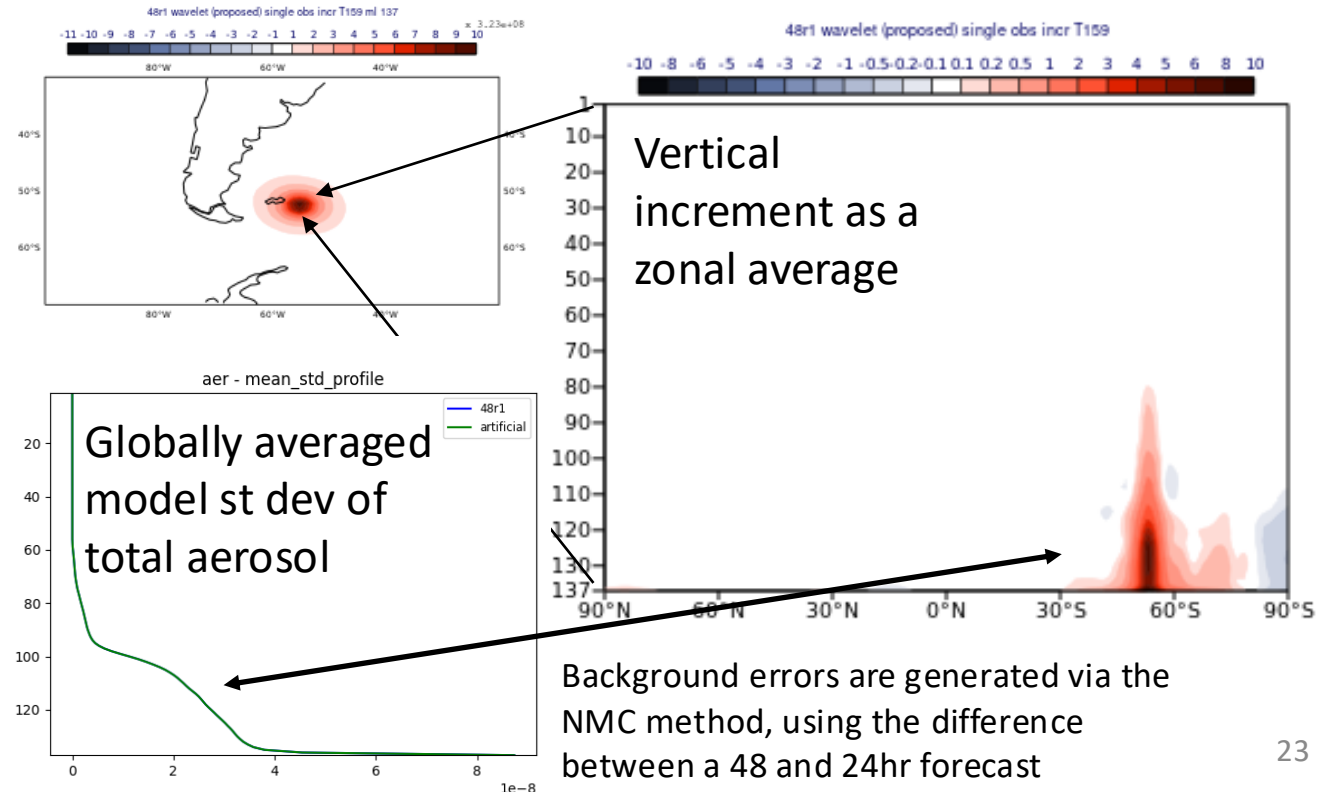 48r1 wavelet (proposed) single obs incr T159 ml 137
x 3.23e+08
-11 -10 -9 -8 -7 -6 -5 -4 -3 -2 -1 1 2 3 4 5 6 7 8 9 10
80°W 60°W 40°W
40°S 40°S
50°S 50°S
60°S 60°S
80°W 60°W 40°W
48r1 wavelet (proposed) single obs incr T159
-10 -8 -6 -5 -4 -3 -2 -1 -0.5 -0.2 -0.1 0.1 0.2 0.5 1 2 3 4 5 6 8 10
1
10
20
30
40
50
60
70
80
90
100
110
120
130
137
90°N 60°N 30°N 0°N 30°S 60°S 90°S
Vertical
increment as a
zonal average
aer - mean_std_profile
48r1
artificial
Globally averaged
model st dev of
total aerosol
20
40
60
80
100
120
0 2 4 6 8
1e−8
Background errors are generated via the
NMC method, using the difference
between a 48 and 24hr forecast
23